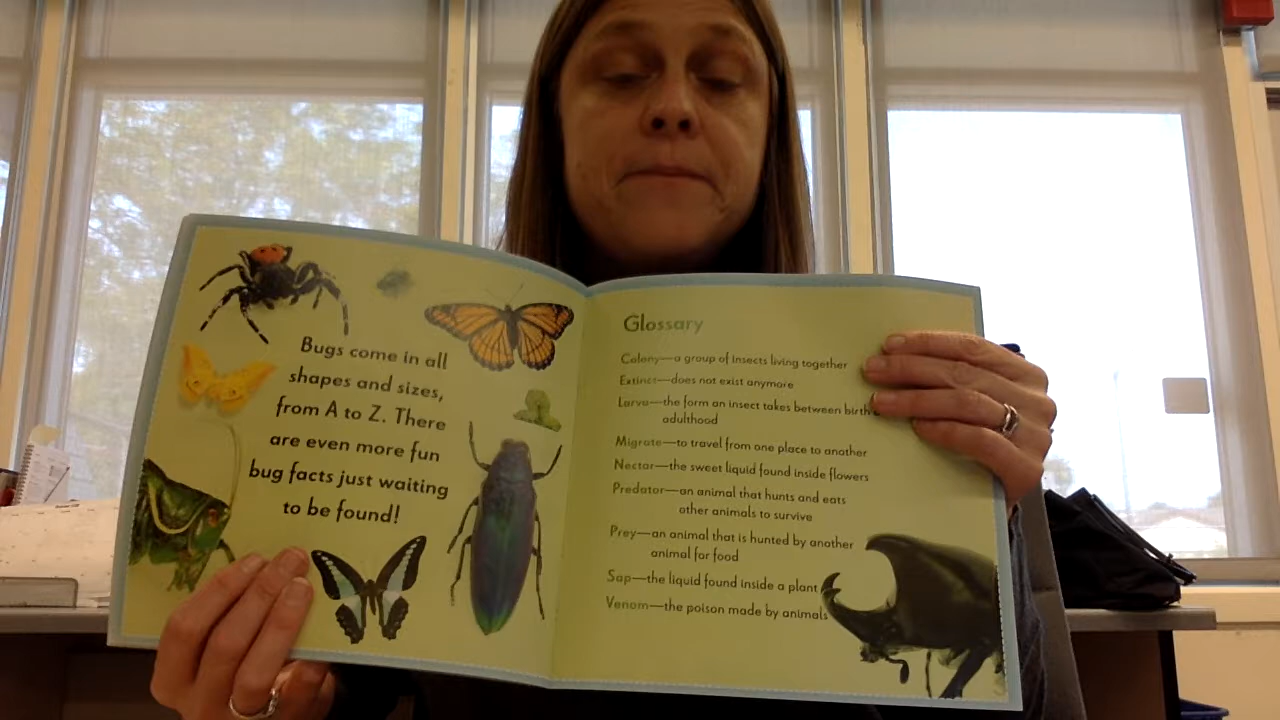 Bugs come in all
shapes and sizes,
from A to Z. There
are even more fun
bug facts just waiting
to be found!
Glossary
Colony—a group of insects living together
Extinct—does not exist anymore
Larva—the form an insect takes between birth
adulthood
Migrate—to travel from one place to another
Nectar—the sweet liquid found inside flowers
Predator—an animal that hunts and eats
other animals to survive
Prey—an animal that is hunted by another
animal for food
Sap—the liquid found inside a plant
Venom—the poison made by animals